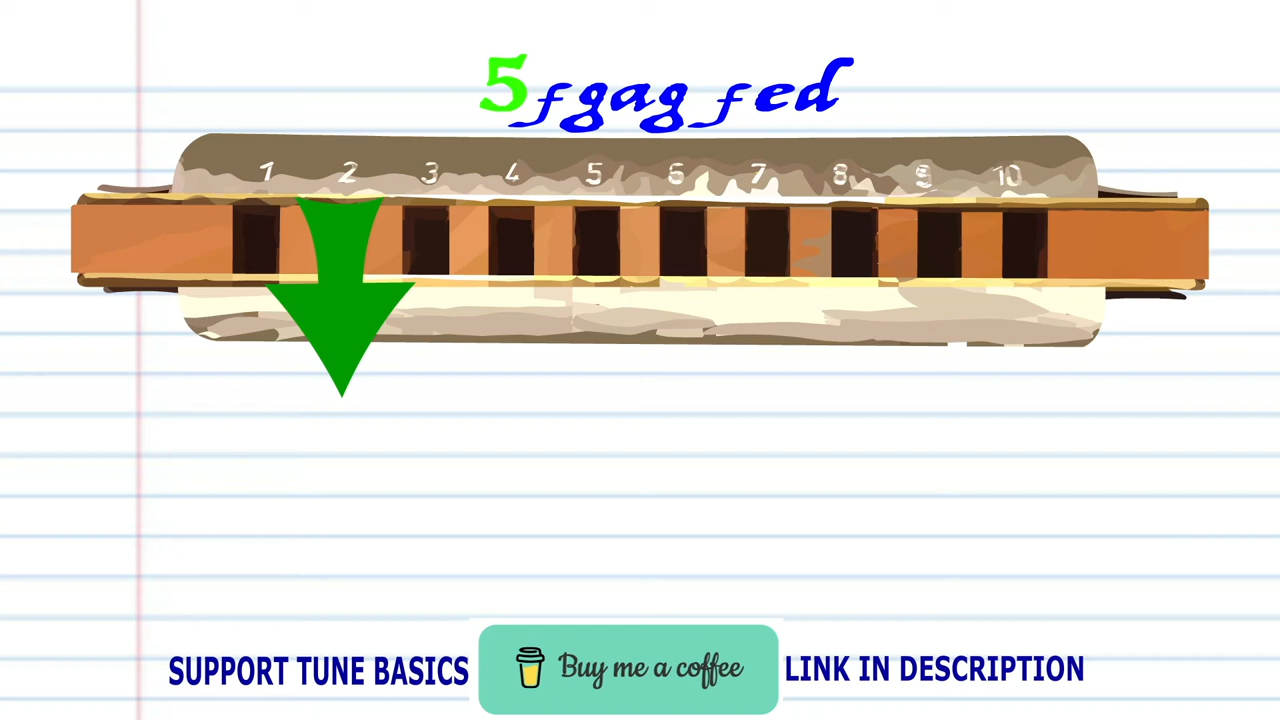 5fgag fed
1 2 3 4 5 6 7 8 9 10
SUPPORT TUNE BASICS Buy me a coffee LINK IN DESCRIPTION